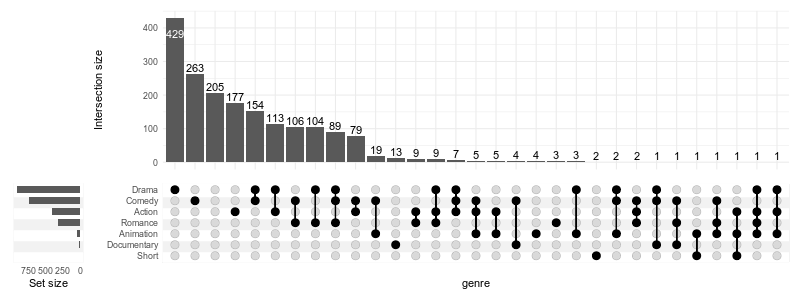 400
300
200
100
0
Intersection size
429 263 205 177 154 113 106 104 89 79 19 13 9 9 7 5 5 4 4 3 3 2 2 1 1 1 1 1 1 1
Drama
Comedy
Action
Romance
Animation
Documentary
Short
750 500 250 0
Set size
genre